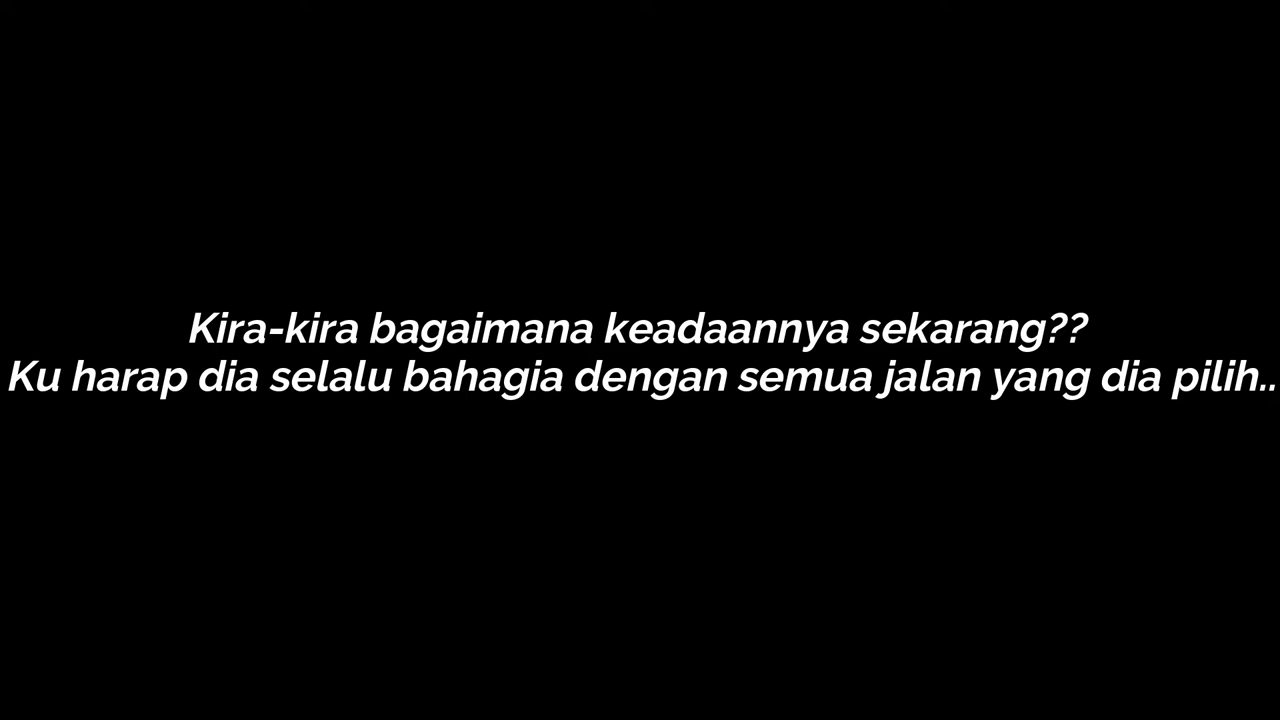 Kira-kira bagaimana keadaannya sekarang??
Ku harap dia selalu bahagia dengan semua jalan yang dia pilih..